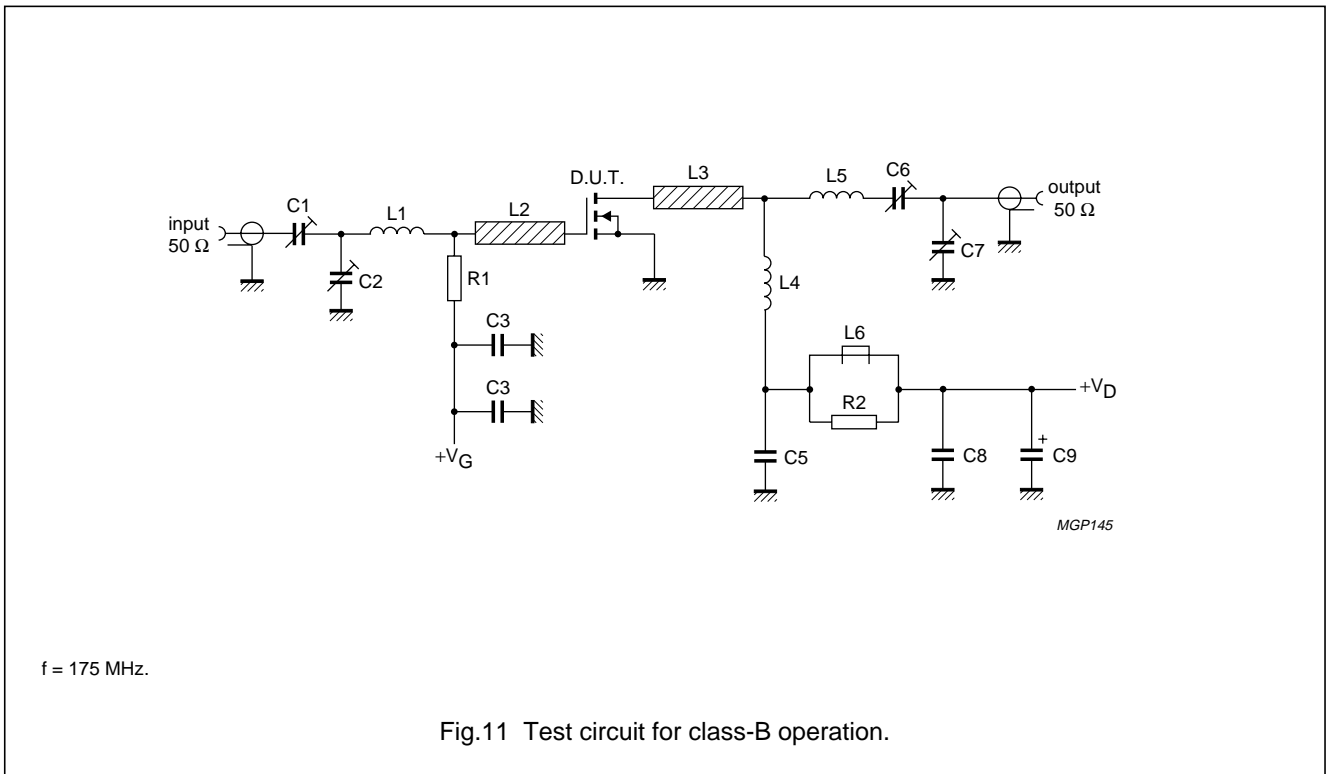 D.U.T.
L3
L5
C6
output
50 Ω
input
50 Ω
C1
L1
L2
C7
C2
R1
L4
C3
L6
C3
R2
+VD
+VG
C5
C8
+
C9
MGP145
f = 175 MHz.
Fig.11 Test circuit for class-B operation.